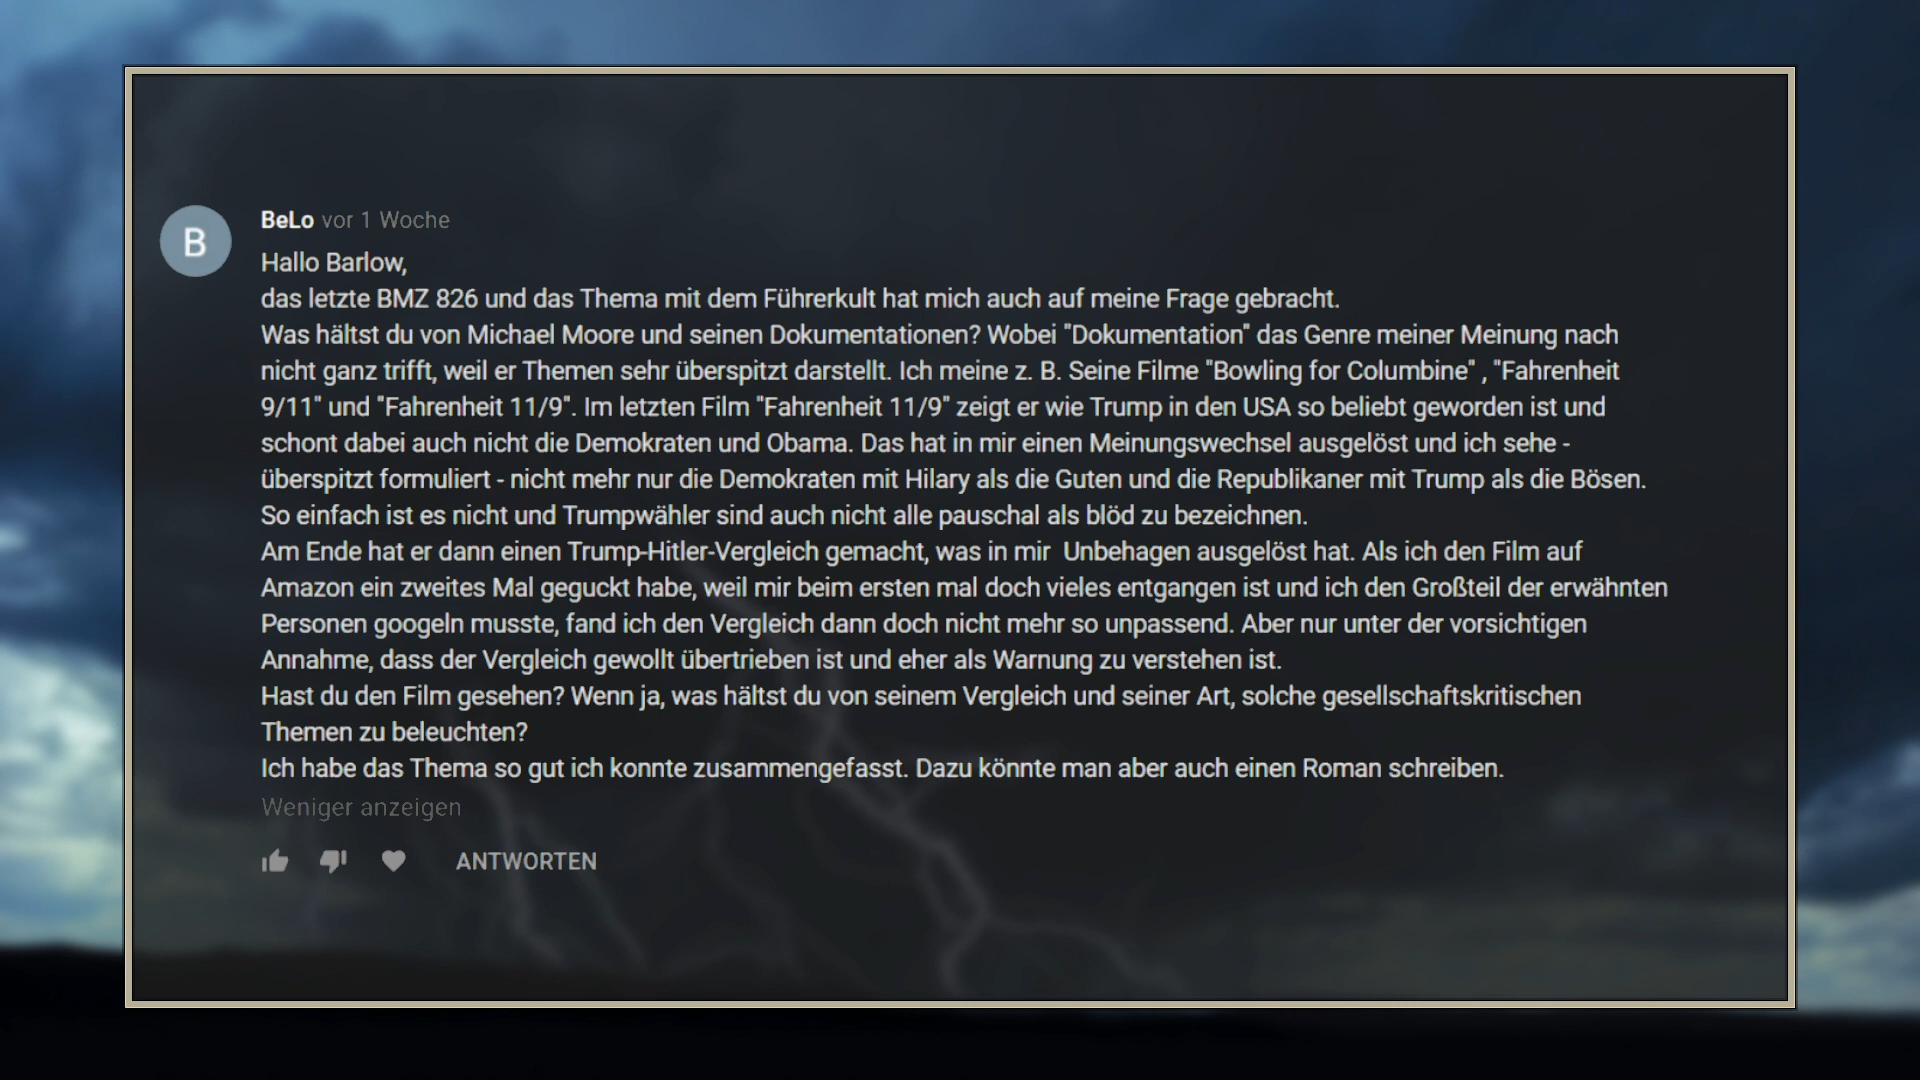 B
BeLo vor 1 Woche
Hallo Barlow,
das letzte BMZ 826 und das Thema mit dem Führerkult hat mich auch auf meine Frage gebracht.
Was hältst du von Michael Moore und seinen Dokumentationen? Wobei "Dokumentation" das Genre meiner Meinung nach
nicht ganz trifft, weil er Themen sehr überspitzt darstellt. Ich meine z. B. Seine Filme "Bowling for Columbine" , "Fahrenheit
9/11" und "Fahrenheit 11/9". Im letzten Film "Fahrenheit 11/9" zeigt er wie Trump in den USA so beliebt geworden ist und
schont dabei auch nicht die Demokraten und Obama. Das hat in mir einen Meinungswechsel ausgelöst und ich sehe -
überspitzt formuliert - nicht mehr nur die Demokraten mit Hilary als die Guten und die Republikaner mit Trump als die Bösen.
So einfach ist es nicht und Trumpwähler sind auch nicht alle pauschal als blöd zu bezeichnen.
Am Ende hat er dann einen Trump-Hitler-Vergleich gemacht, was in mir  Unbehagen ausgelöst hat. Als ich den Film auf
Amazon ein zweites Mal geguckt habe, weil mir beim ersten mal doch vieles entgangen ist und ich den Großteil der erwähnten
Personen googeln musste, fand ich den Vergleich dann doch nicht mehr so unpassend. Aber nur unter der vorsichtigen
Annahme, dass der Vergleich gewollt übertrieben ist und eher als Warnung zu verstehen ist.
Hast du den Film gesehen? Wenn ja, was hältst du von seinem Vergleich und seiner Art, solche gesellschaftskritischen
Themen zu beleuchten?
Ich habe das Thema so gut ich konnte zusammengefasst. Dazu könnte man aber auch einen Roman schreiben.
Weniger anzeigen
ANTWORTEN